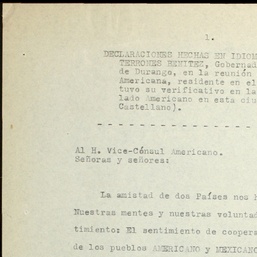 1.
DECLARACIONES HECHAS EN IDIOM
TERRONES BENITEZ, Gobernad
de Durango, en la reunión
Americana, residente en el
tuvo su verificativo en la
lado Americano en esta ciu
Castellano).
- - - - - - - - - - - - - - - -
Al H. Vice-Cónsul Americano.
Señoras y señores:
La amistad de dos Países nos h
Nuestras mentes y nuestras voluntad
timiento: El sentimiento de coopera
de los pueblos AMERICANO y MEXICANO